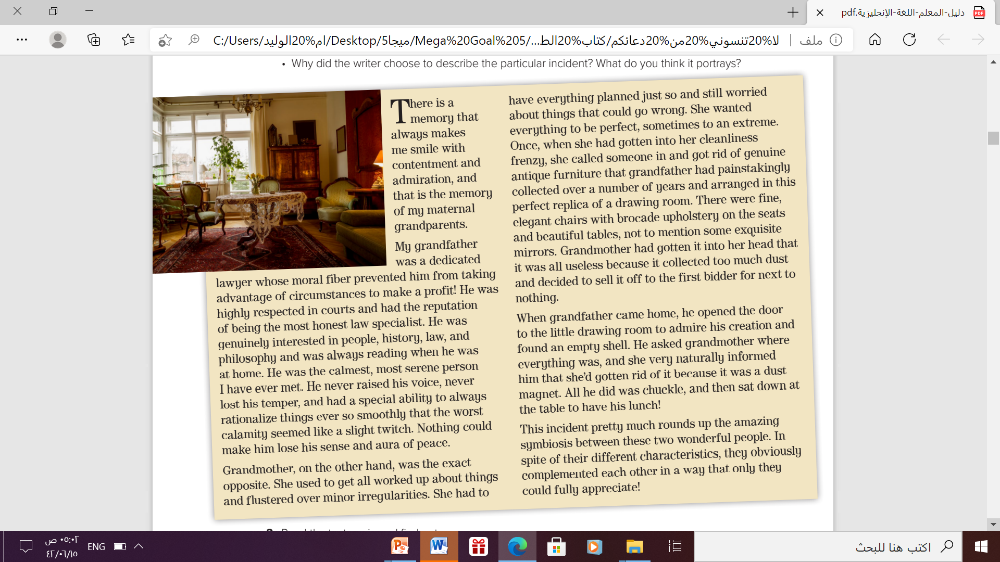 دليل-المعلم-اللغة-الإنجليزية.pdf
C:/Users/ام%20الوليد/Desktop/ميجا5/Mega%20Goal%205/...لا%20تنسوني%20من%20دعائكم/كتاب%20الط
ملف
• Why did the writer choose to describe the particular incident? What do you think it portrays?
There is a
memory that
always makes
me smile with
contentment and
admiration, and
that is the memory
of my maternal
grandparents.
My grandfather
was a dedicated
lawyer whose moral fiber prevented him from taking
advantage of circumstances to make a profit! He was
highly respected in courts and had the reputation
of being the most honest law specialist. He was
genuinely interested in people, history, law, and
philosophy and was always reading when he was
at home. He was the calmest, most serene person
I have ever met. He never raised his voice, never
lost his temper, and had a special ability to always
rationalize things ever so smoothly that the worst
calamity seemed like a slight twitch. Nothing could
make him lose his sense and aura of peace.
Grandmother, on the other hand, was the exact
opposite. She used to get all worked up about things
and flustered over minor irregularities. She had to
have everything planned just so and still worried
about things that could go wrong. She wanted
everything to be perfect, sometimes to an extreme.
Once, when she had gotten into her cleanliness
frenzy, she called someone in and got rid of genuine
antique furniture that grandfather had painstakingly
collected over a number of years and arranged in this
perfect replica of a drawing room. There were fine,
elegant chairs with brocade upholstery on the seats
and beautiful tables, not to mention some exquisite
mirrors. Grandmother had gotten it into her head that
it was all useless because it collected too much dust
and decided to sell it off to the first bidder for next to
nothing.
When grandfather came home, he opened the door
to the little drawing room to admire his creation and
found an empty shell. He asked grandmother where
everything was, and she very naturally informed
him that she'd gotten rid of it because it was a dust
magnet. All he did was chuckle, and then sat down at
the table to have his lunch!
This incident pretty much rounds up the amazing
symbiosis between these two wonderful people. In
spite of their different characteristics, they obviously
complemented each other in a way that only they
could fully appreciate!
٠٥:٠٢ ص
٤٢/٠٦/١٥
ENG
اكتب هنا للبحث